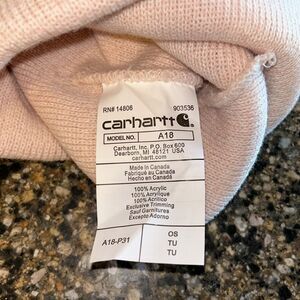 RN# 14806 903536
carhartt
MODEL NO. A18
Carhartt, Inc. P.O. Box 600
Dearborn, MI 48121 USA
carhartt.com
Made in Canada
Fabriqué au Canada
Hecho en Canada
100% Acrylic
100% Acrylique
100% Acrílico
Exclusive Trimming
Sauf Garnitures
Excepto Adorno
A18-P31
OS
TU
TU